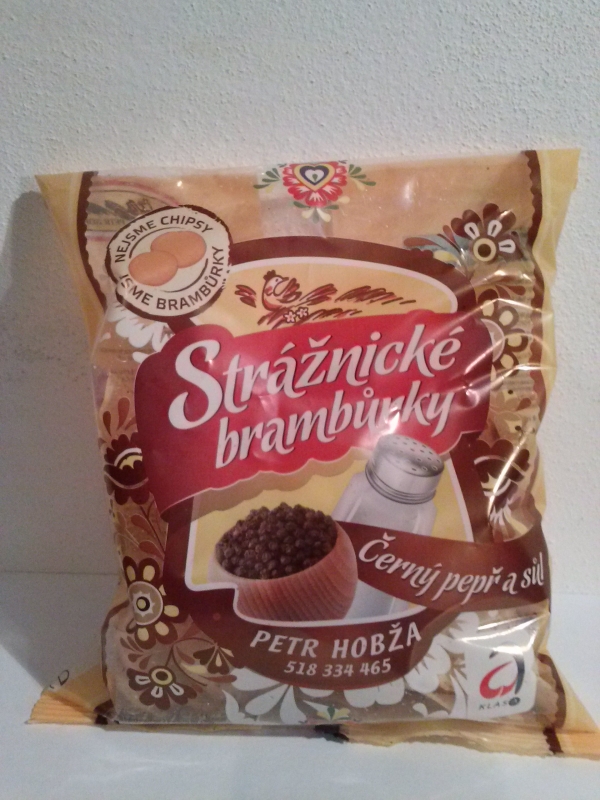 NEJSME CHIPSY
JSME BRAMBŮRKY
Strážnické
brambůrky
Černý pepř a sůl
PETR HOBŽA
518 334 465
KLASA